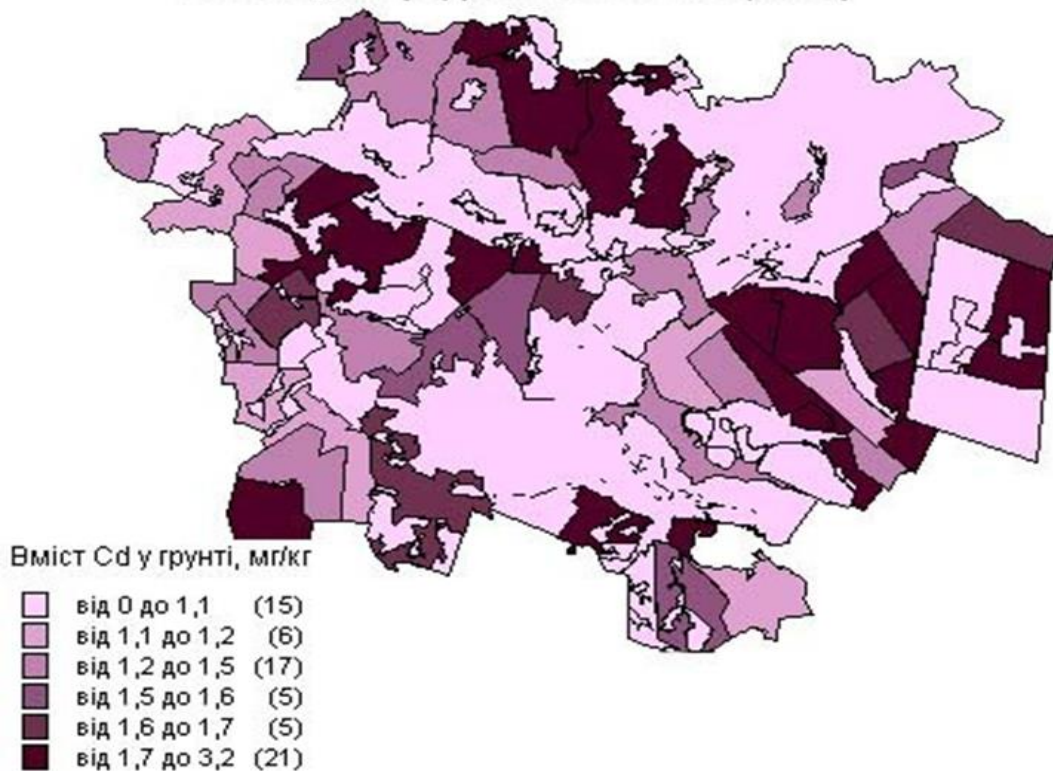 Вміст Cd у грунті, мг/кг
від 0 до 1,1 (15)
від 1,1 до 1,2 (6)
від 1,2 до 1,5 (17)
від 1,5 до 1,6 (5)
від 1,6 до 1,7 (5)
від 1,7 до 3,2 (21)